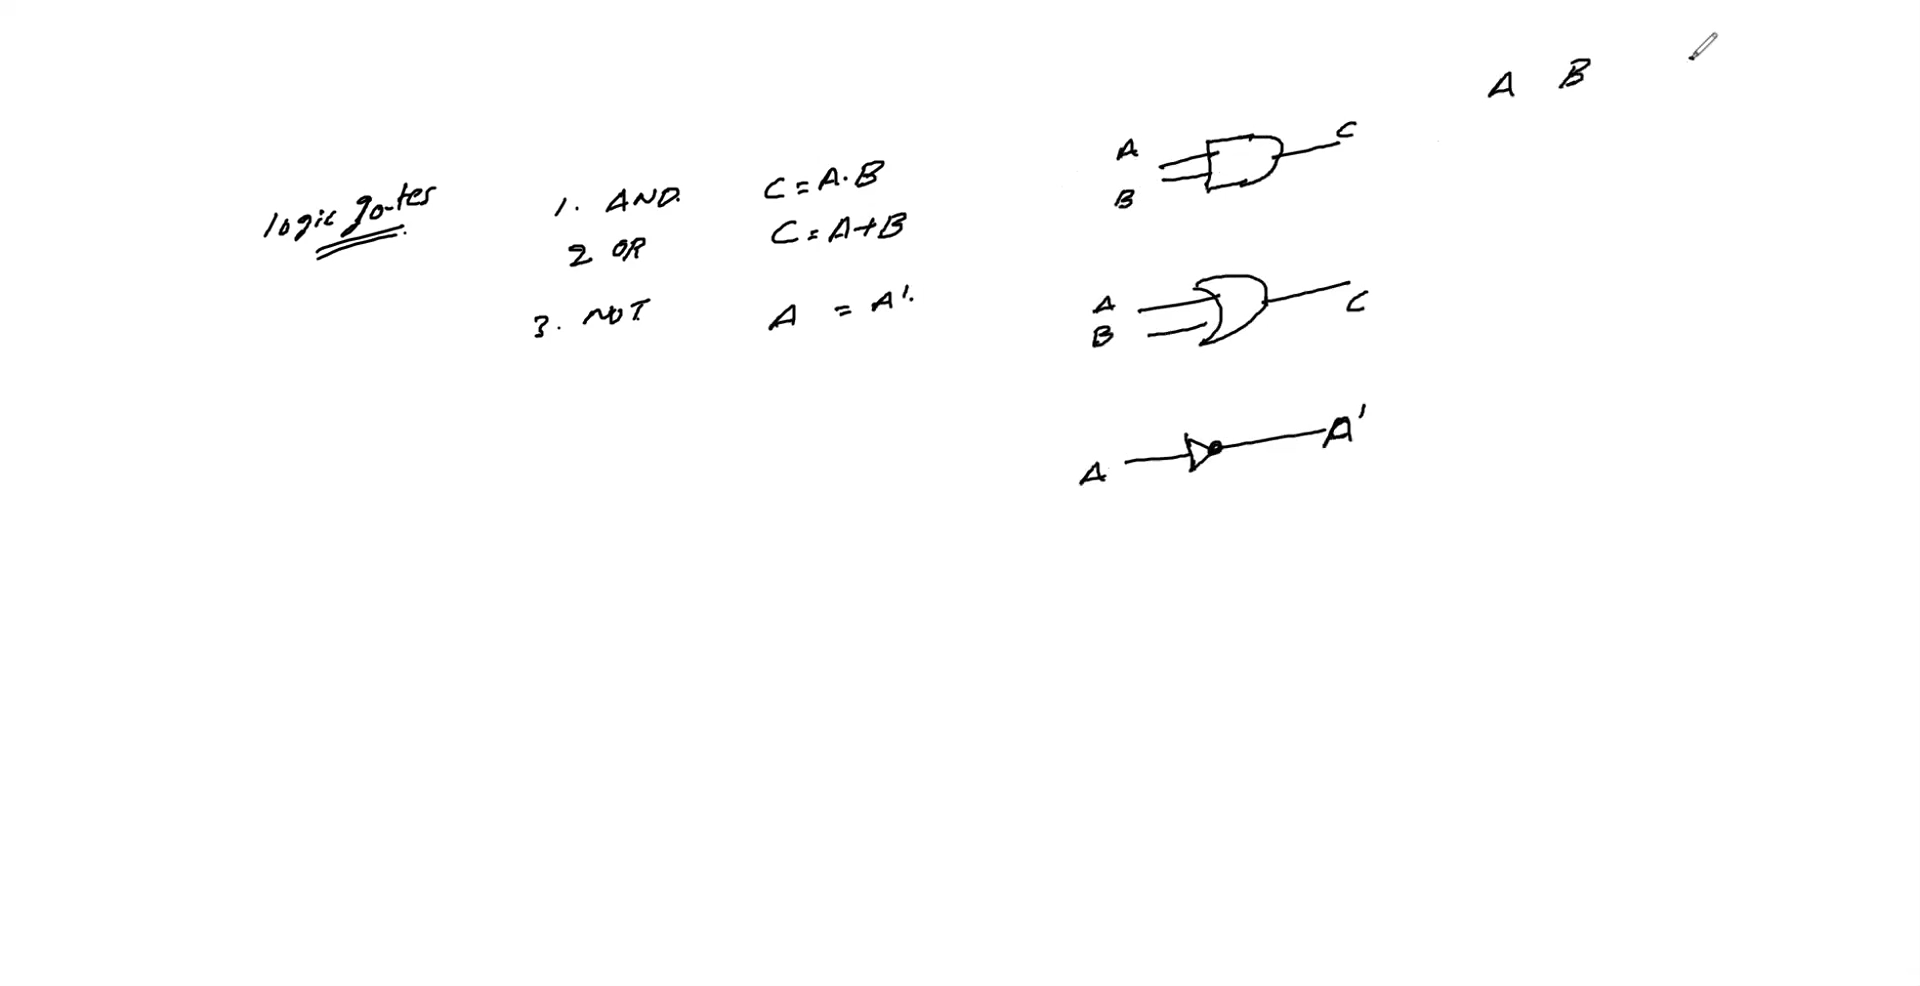 logic gates
1. AND.
2 OR
3. NOT
C = A.B
C = A+B
A = A'.
A
B
C
A
B
C
A
A'
A B